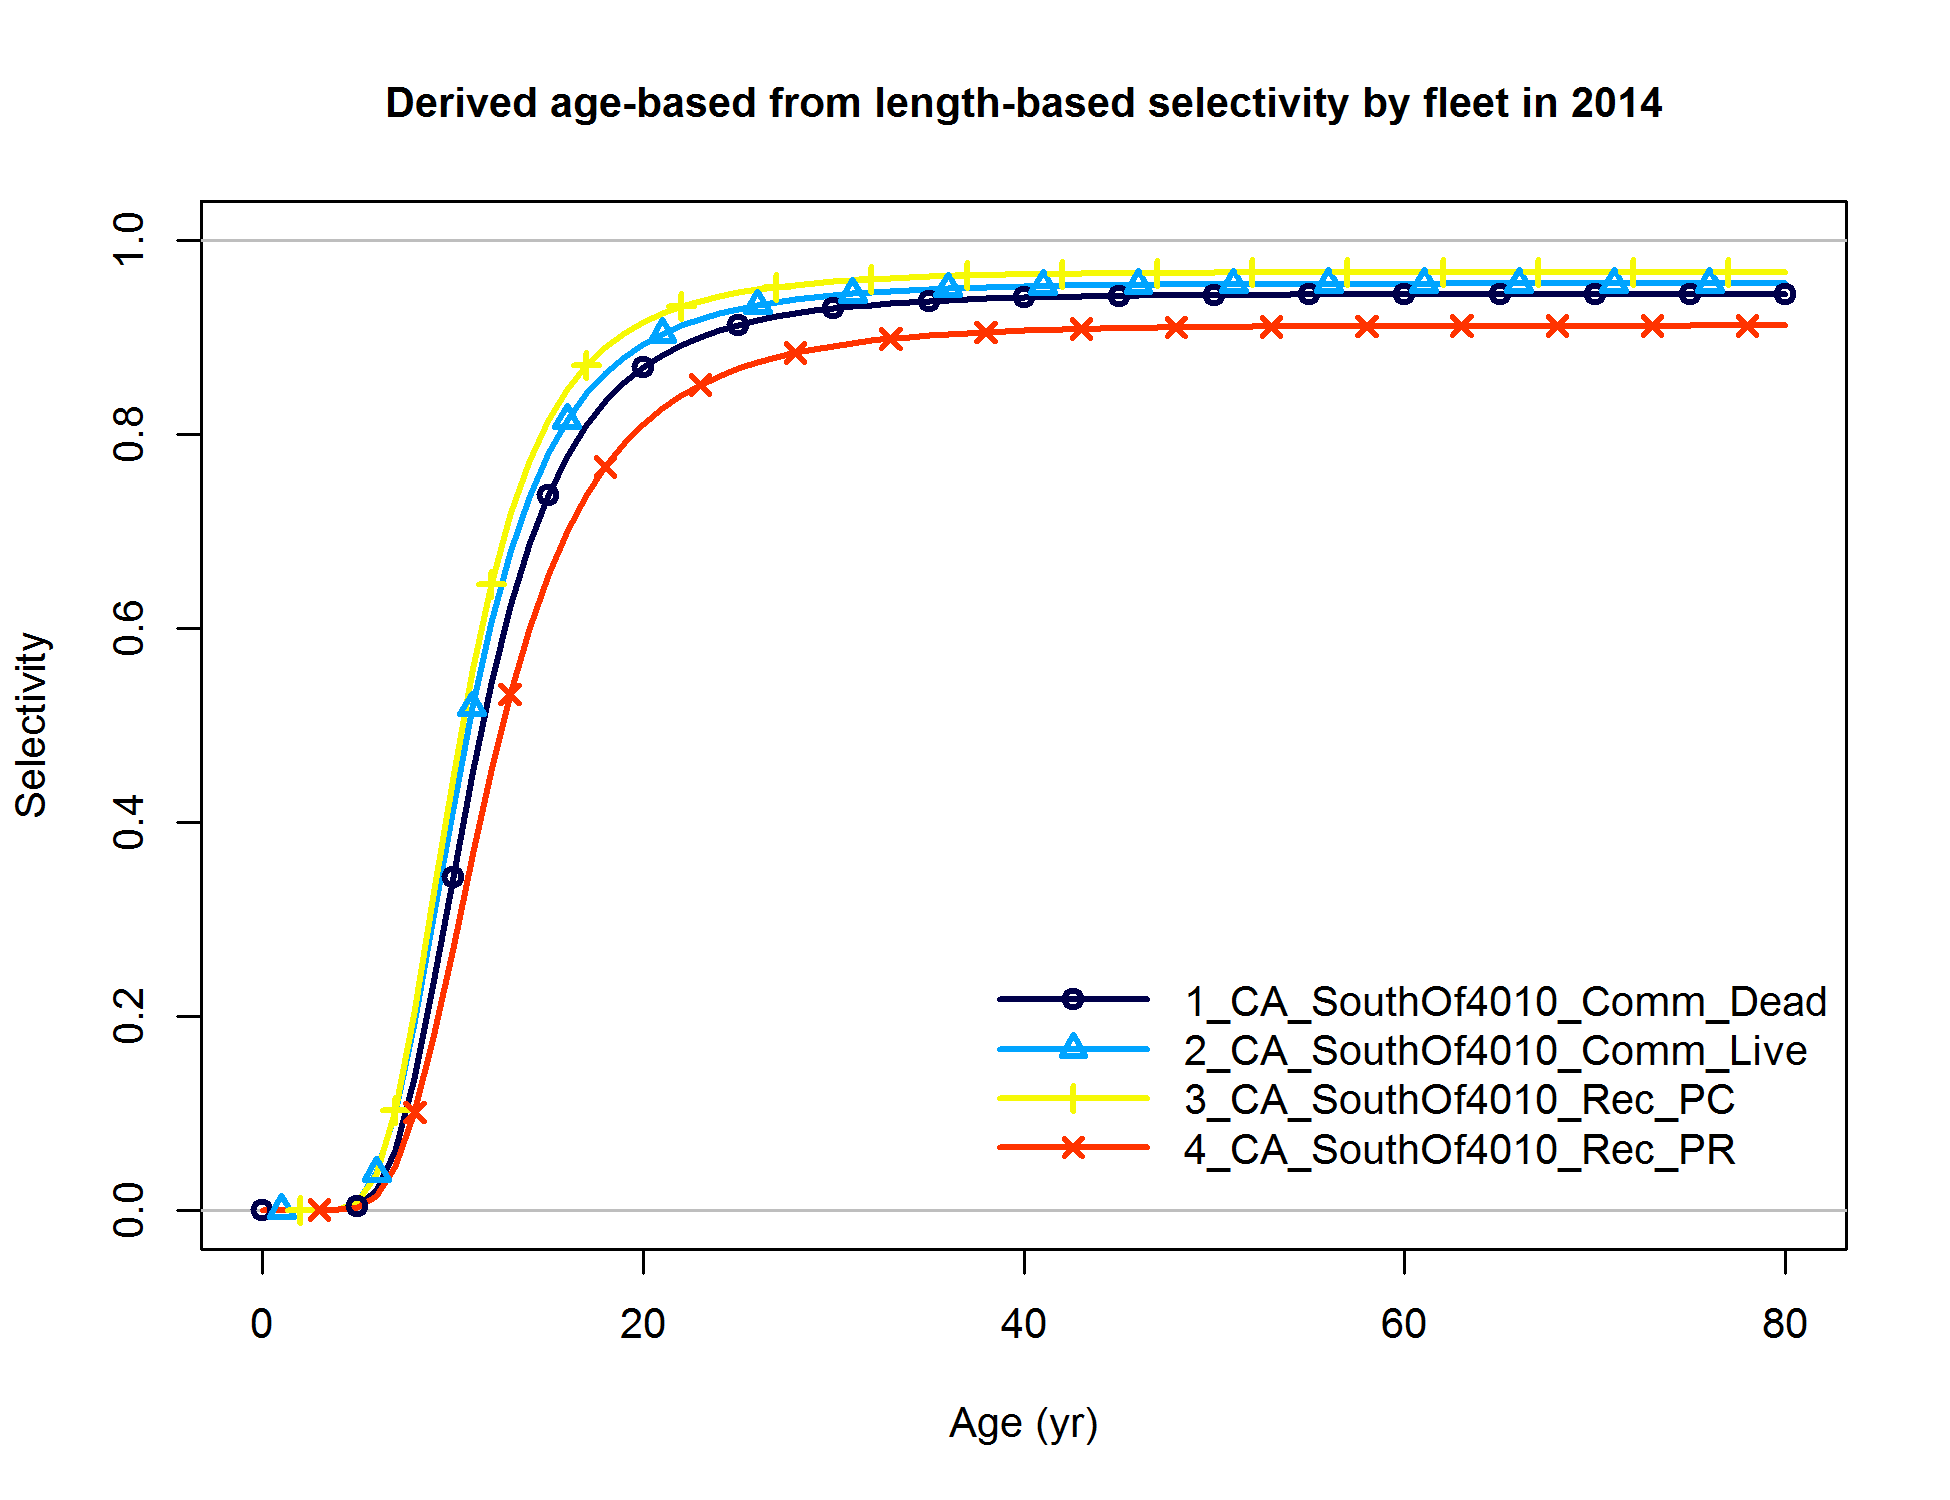 Derived age-based from length-based selectivity by fleet in 2014
Selectivity
1.0
0.8
0.6
0.4
0.2
0.0
1_CA_SouthOf4010_Comm_Dead
2_CA_SouthOf4010_Comm_Live
3_CA_SouthOf4010_Rec_PC
4_CA_SouthOf4010_Rec_PR
0 20 40 60 80
Age (yr)